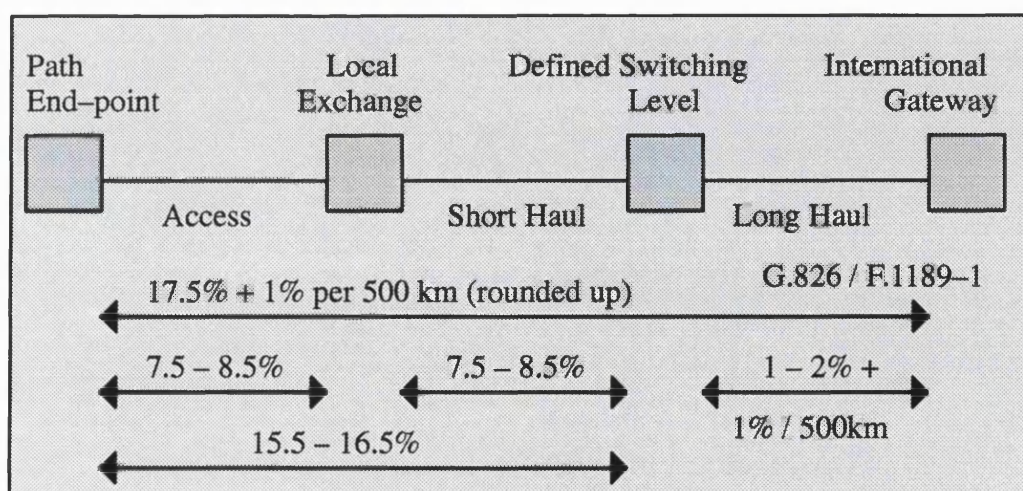 Path End–point
Local Exchange
Defined Switching Level
International Gateway
Access
Short Haul
Long Haul
G.826 / F.1189–1
17.5% + 1% per 500 km (rounded up)
7.5 – 8.5%
7.5 – 8.5%
1 – 2% +
1% / 500km
15.5 – 16.5%